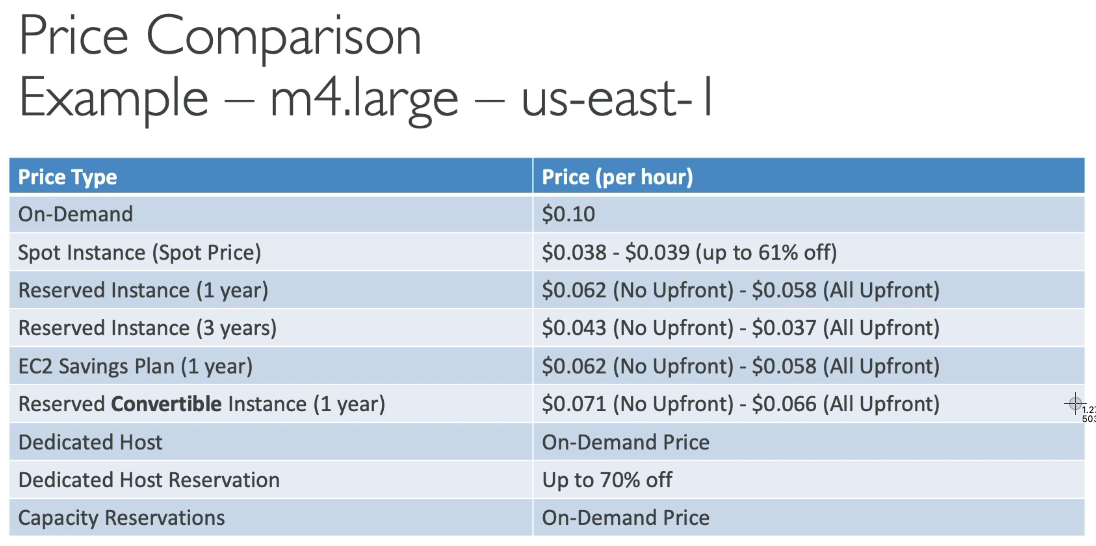 Price Comparison
Example – m4.large – us-east-1
Price Type Price (per hour)
On-Demand $0.10
Spot Instance (Spot Price) $0.038 - $0.039 (up to 61% off)
Reserved Instance (1 year) $0.062 (No Upfront) - $0.058 (All Upfront)
Reserved Instance (3 years) $0.043 (No Upfront) - $0.037 (All Upfront)
EC2 Savings Plan (1 year) $0.062 (No Upfront) - $0.058 (All Upfront)
Reserved Convertible Instance (1 year) $0.071 (No Upfront) - $0.066 (All Upfront)
Dedicated Host On-Demand Price
Dedicated Host Reservation Up to 70% off
Capacity Reservations On-Demand Price